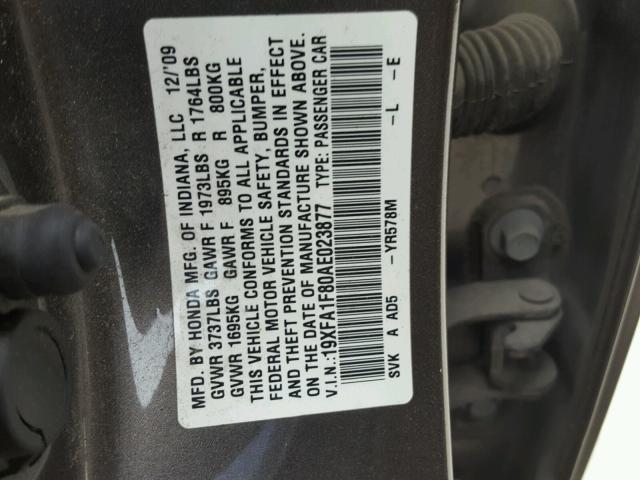 MFD. BY HONDA MFG. OF INDIANA, LLC 12/'09
GVWR 3737LBS GAWR F 1973LBS R 1764LBS
GVWR 1695KG GAWR F 895KG R 800KG
THIS VEHICLE CONFORMS TO ALL APPLICABLE
FEDERAL MOTOR VEHICLE SAFETY, BUMPER,
AND THEFT PREVENTION STANDARDS IN EFFECT
ON THE DATE OF MANUFACTURE SHOWN ABOVE.
V.I.N.:19XFA1F80AE023877 TYPE: PASSENGER CAR
SVK A AD5 -YR578M -L -E